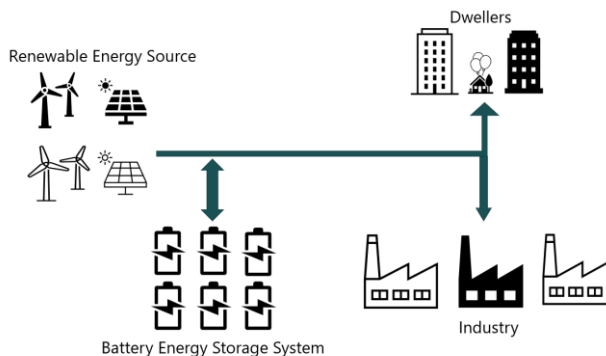 Dwellers
Renewable Energy Source
Industry
Battery Energy Storage System